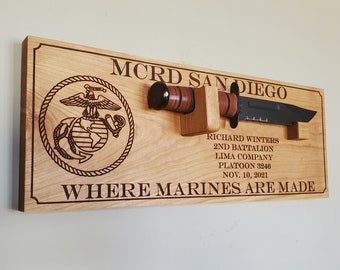 MCRD SAN DIEGO
RICHARD WINTERS
2ND BATTALION
LIMA COMPANY
PLATOON 3246
NOV. 10, 2021
WHERE MARINES ARE MADE